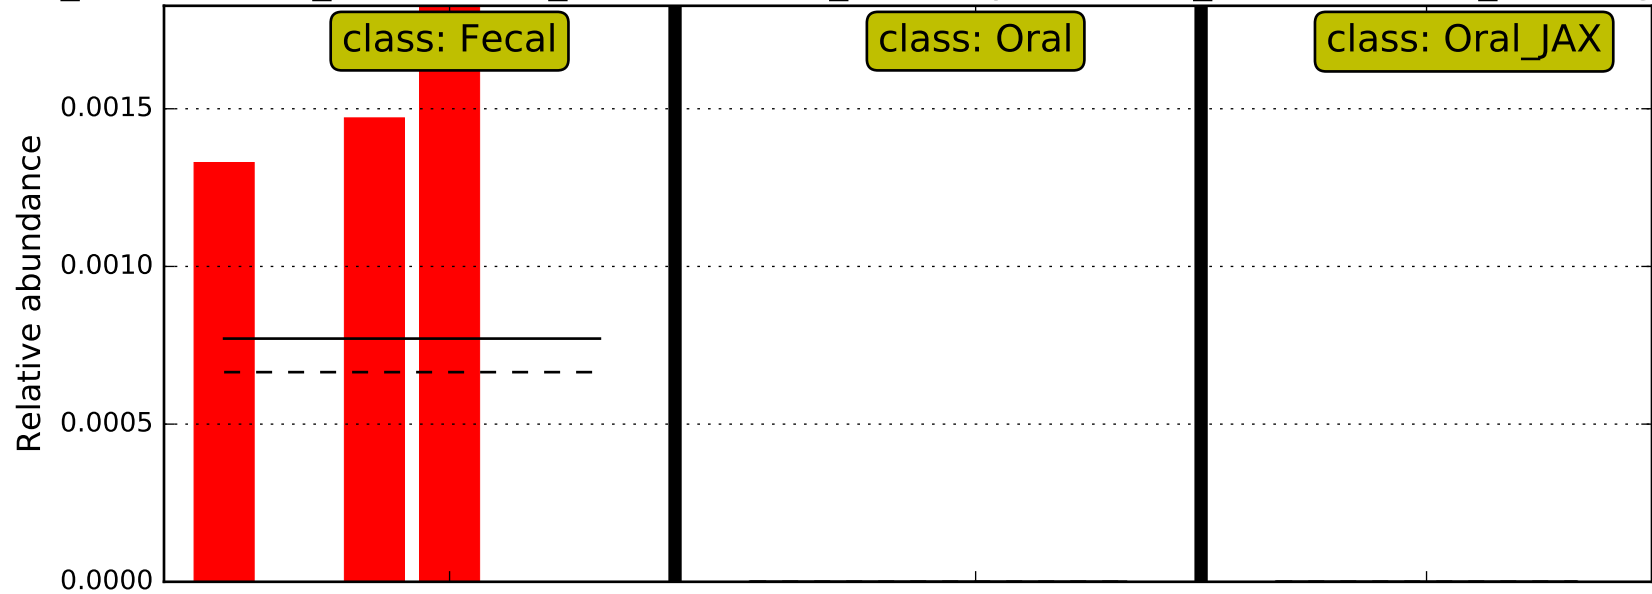 class: Fecal
class: Oral
class: Oral_JAX
0.0015
0.0010
0.0005
0.0000
Relative abundance